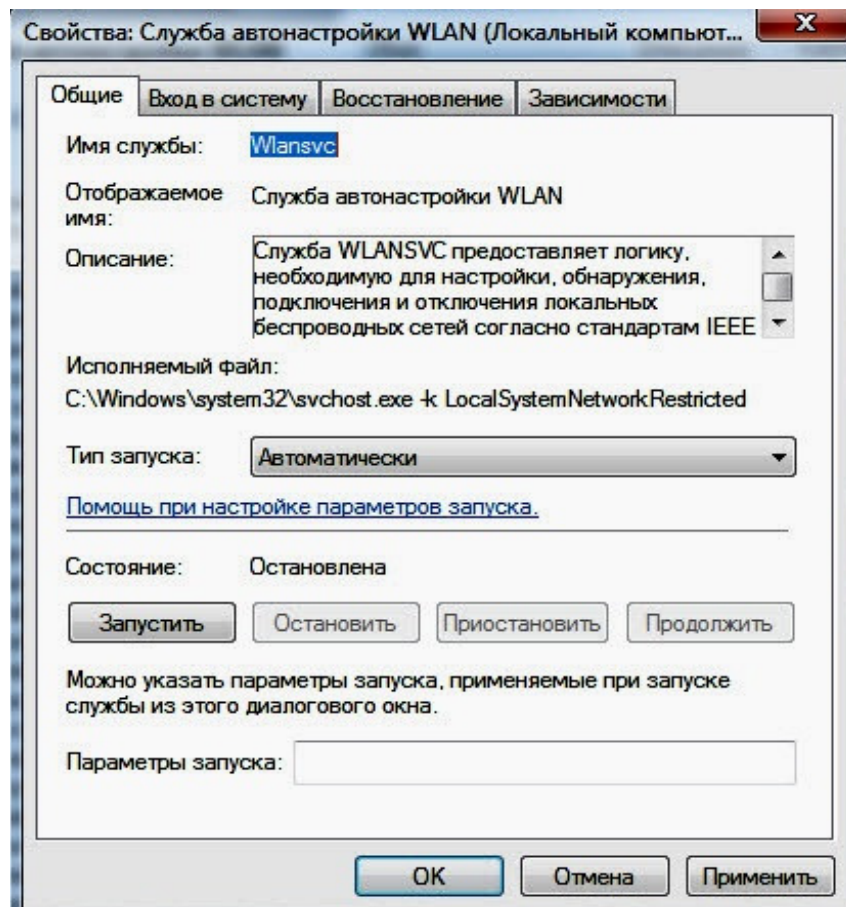 Свойства: Служба автонастройки WLAN (Локальный компьют...
Общие
Вход в систему
Восстановление
Зависимости
Имя службы:
Wlansvc
Отображаемое имя:
Служба автонастройки WLAN
Описание:
Служба WLANSVC предоставляет логику,
необходимую для настройки, обнаружения,
подключения и отключения локальных
беспроводных сетей согласно стандартам IEEE
Исполняемый файл:
C:\Windows\system32\svchost.exe -k LocalSystemNetworkRestricted
Тип запуска:
Автоматически
Помощь при настройке параметров запуска.
Состояние:
Остановлена
Запустить
Остановить
Приостановить
Продолжить
Можно указать параметры запуска, применяемые при запуске
службы из этого диалогового окна.
Параметры запуска:
OK
Отмена
Применить